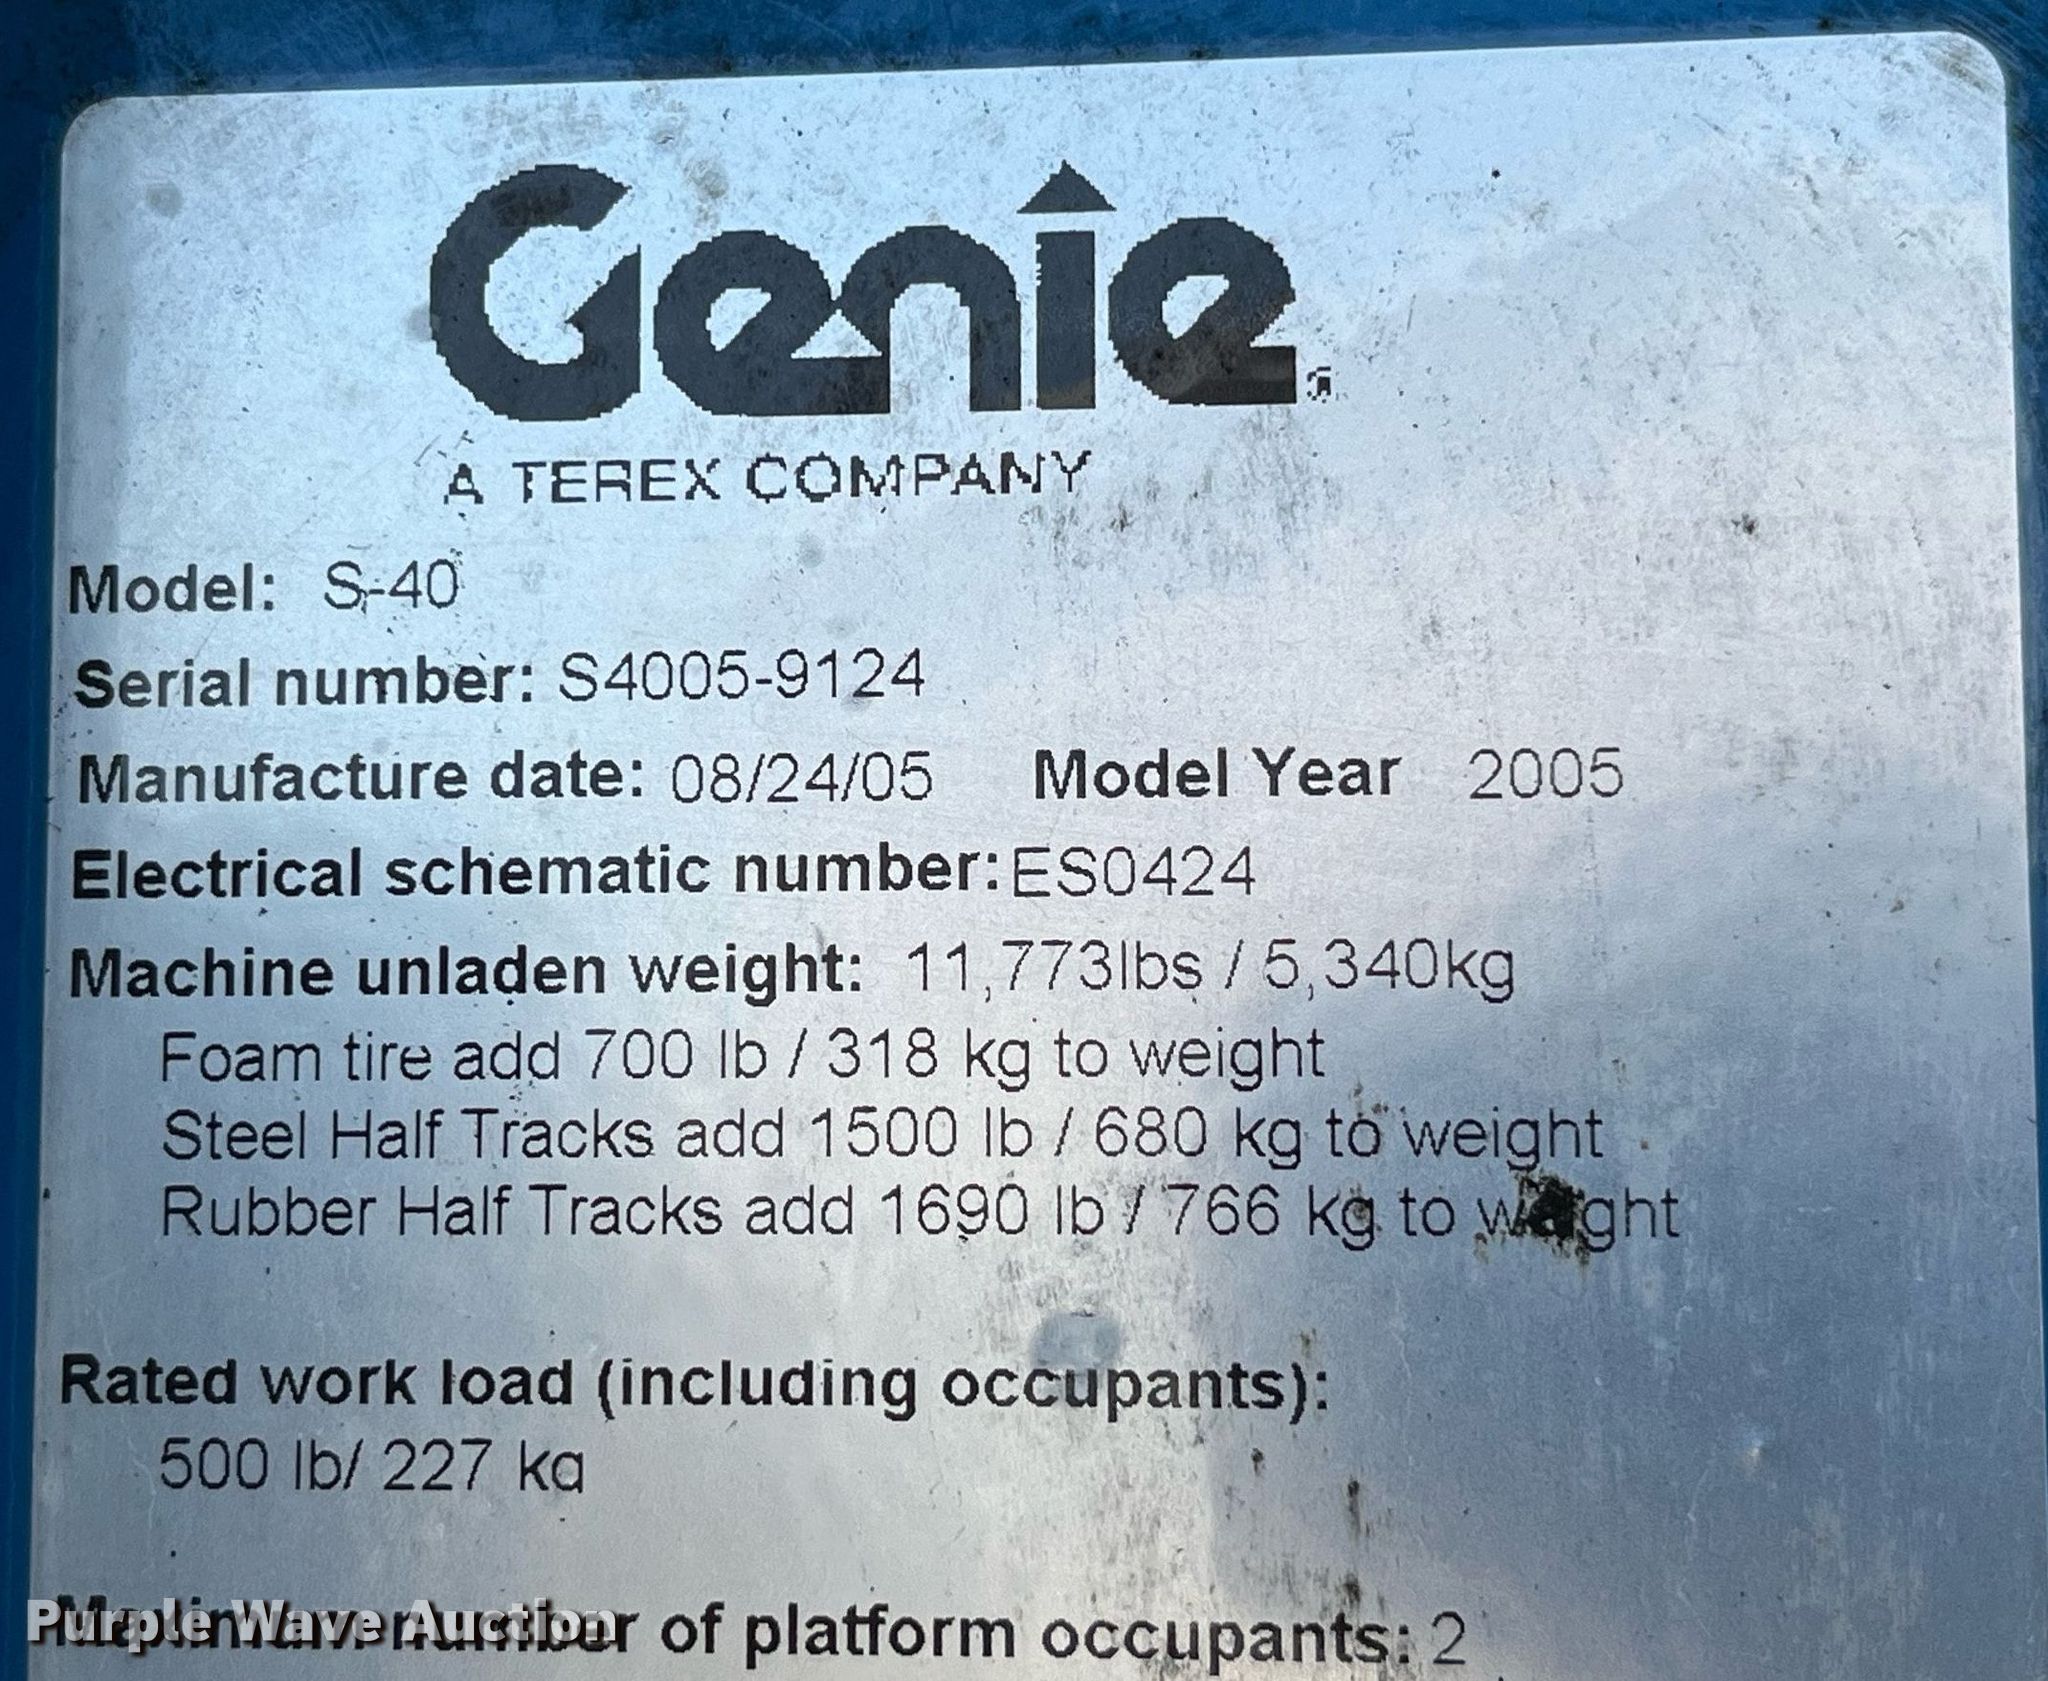 Genie
A TEREX COMPANY
Model: S-40
Serial number: S4005-9124
Manufacture date: 08/24/05 Model Year 2005
Electrical schematic number: ES0424
Machine unladen weight: 11,773lbs / 5,340kg
Foam tire add 700 lb / 318 kg to weight
Steel Half Tracks add 1500 lb / 680 kg to weight
Rubber Half Tracks add 1690 lb / 766 kg to weight
Rated work load (including occupants):
500 lb/ 227 kg
Maximum number of platform occupants: 2
Purple Wave Auction